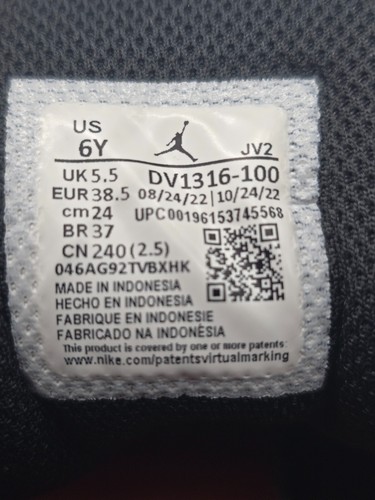 US
6Y
JV2
UK 5.5 DV1316-100
EUR 38.5 08/24/22 | 10/24/22
cm 24 UPC 00196153745568
BR 37
CN 240 (2.5)
046AG92TVBXHK
MADE IN INDONESIA
HECHO EN INDONESIA
FABRIQUE EN INDONESIE
FABRICADO NA INDONÉSIA
This product is covered by one or more patents
www.nike.com/patentsvirtualmarking